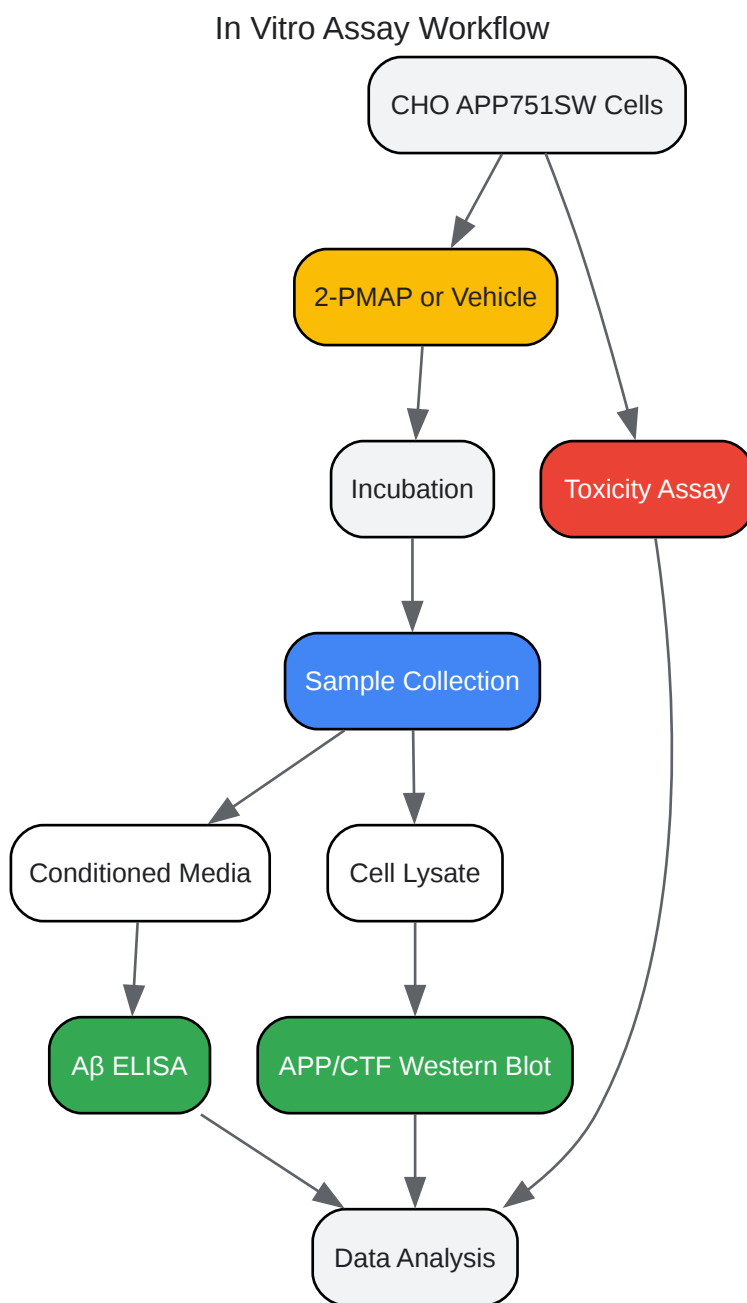 In Vitro Assay Workflow
CHO APP751SW Cells
2-PMAP or Vehicle
Incubation
Toxicity Assay
Sample Collection
Conditioned Media
Cell Lysate
Aβ ELISA
APP/CTF Western Blot
Data Analysis